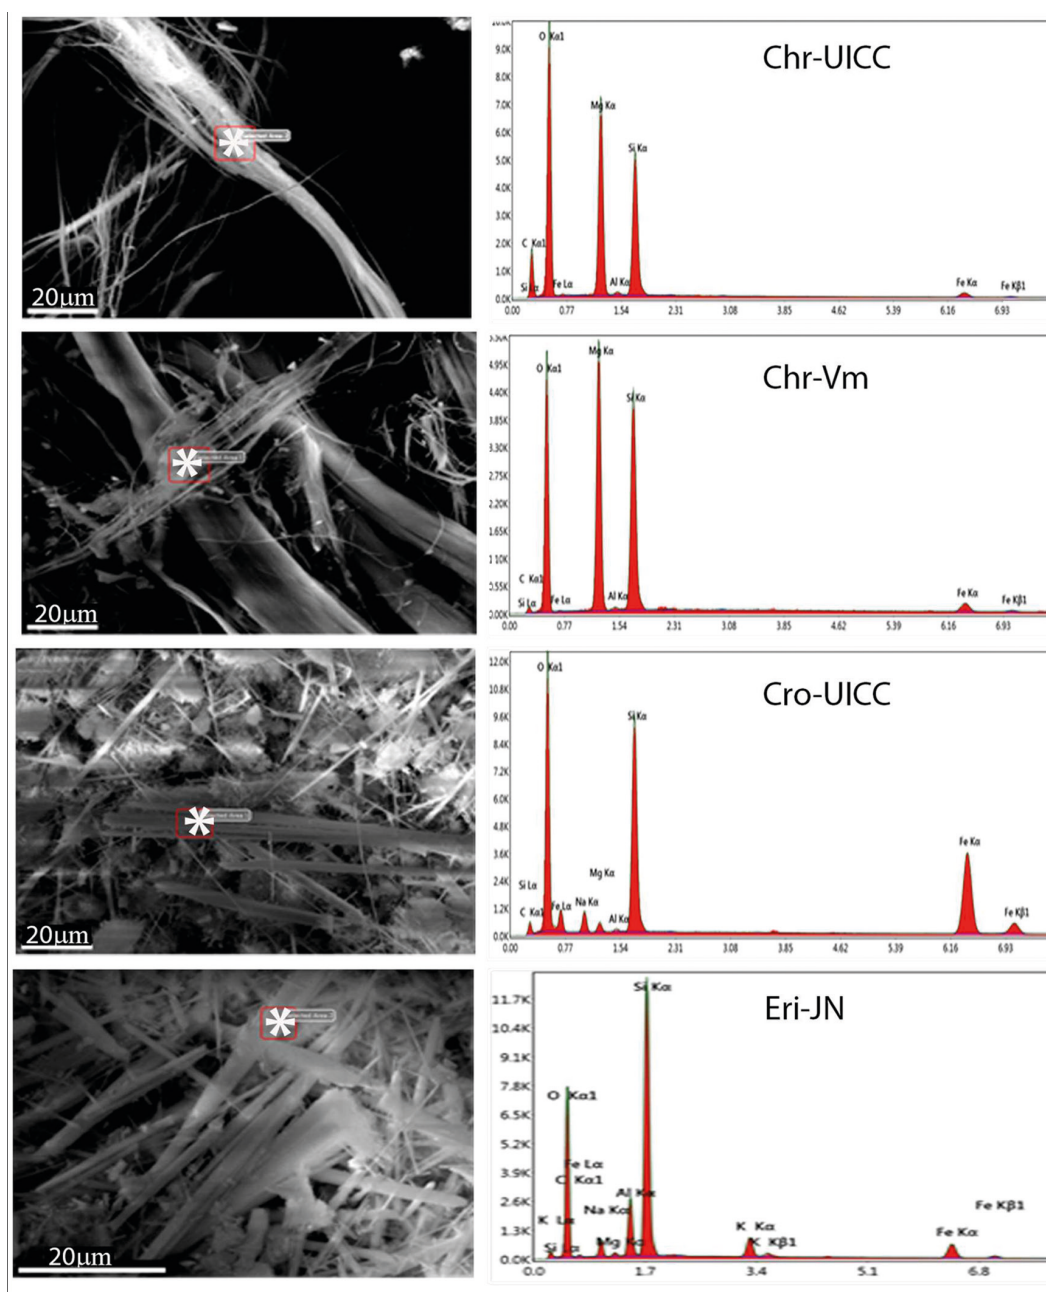 20µm
Chr-UICC
10.0K
9.0K
8.0K
7.0K
6.0K
5.0K
4.0K
3.0K
2.0K
1.0K
0.0K
O Kα1
Mg Kα
Si Kα
C Kα1
Si Lα
Fe Lα
Al Kα
Fe Kα
Fe Kβ1
0.00 0.77 1.54 2.31 3.08 3.85 4.62 5.39 6.16 6.93
20µm
Chr-Vm
4.95K
4.40K
3.85K
3.30K
2.75K
2.20K
1.65K
1.10K
0.55K
0.00K
Mg Kα
O Kα1
Si Kα
C Kα1
Si Lα
Fe Lα
Al Kα
Fe Kα
Fe Kβ1
0.00 0.77 1.54 2.31 3.08 3.85 4.62 5.39 6.16 6.93
20µm
Cro-UICC
12.0K
10.8K
9.6K
8.4K
7.2K
6.0K
4.8K
3.6K
2.4K
1.2K
0.0K
O Kα1
Si Kα
Fe Kα
Mg Kα
Si Lα
Na Kα
Fe Lα
C Kα1
Al Kα
Fe Kβ1
0.00 0.77 1.54 2.31 3.08 3.85 4.62 5.39 6.16 6.93
20µm
Eri-JN
11.7K
10.4K
9.1K
7.8K
6.5K
5.2K
3.9K
2.6K
1.3K
0.0K
Si Kα
O Kα1
Fe Lα
C Kα1
Al Kα
Na Kα
K Lα
Si Lα
Mg Kα
K Kα
K Kβ1
Fe Kα
Fe Kβ1
0.0 1.7 3.4 5.1 6.8